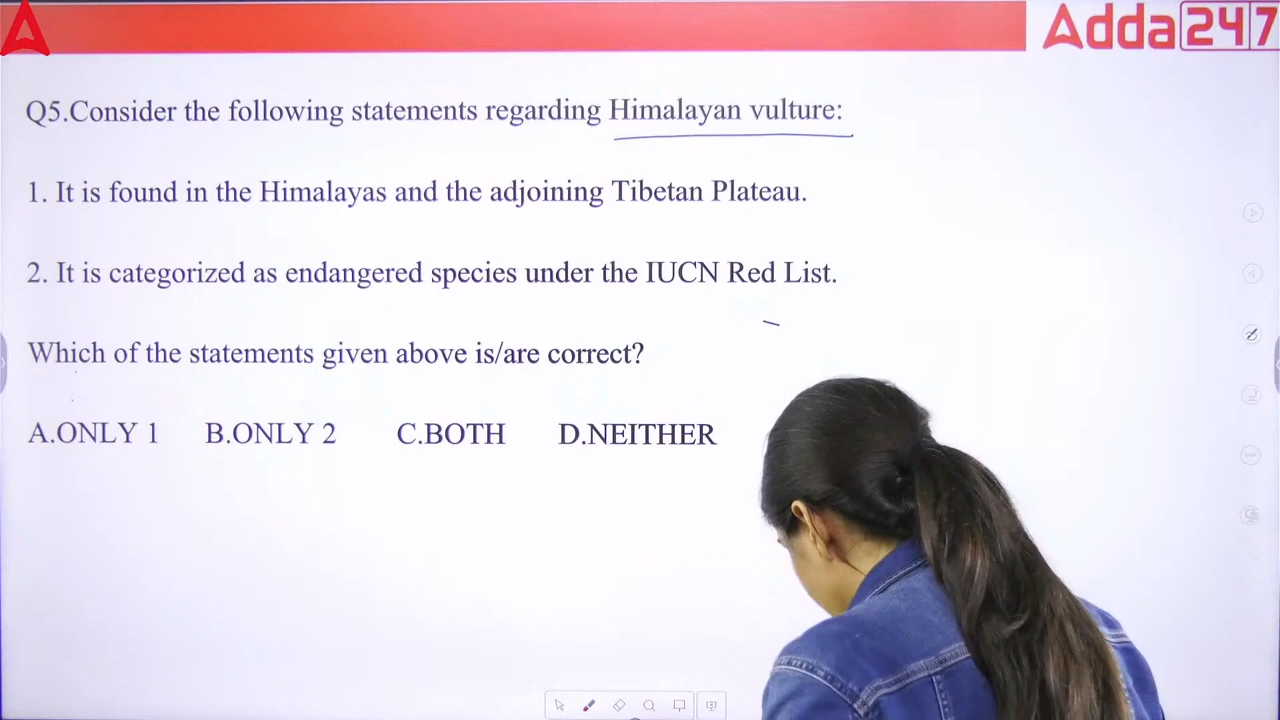 Adda247
Q5.Consider the following statements regarding Himalayan vulture:
1. It is found in the Himalayas and the adjoining Tibetan Plateau.
2. It is categorized as endangered species under the IUCN Red List.
Which of the statements given above is/are correct?
A.ONLY 1 B.ONLY 2 C.BOTH D.NEITHER